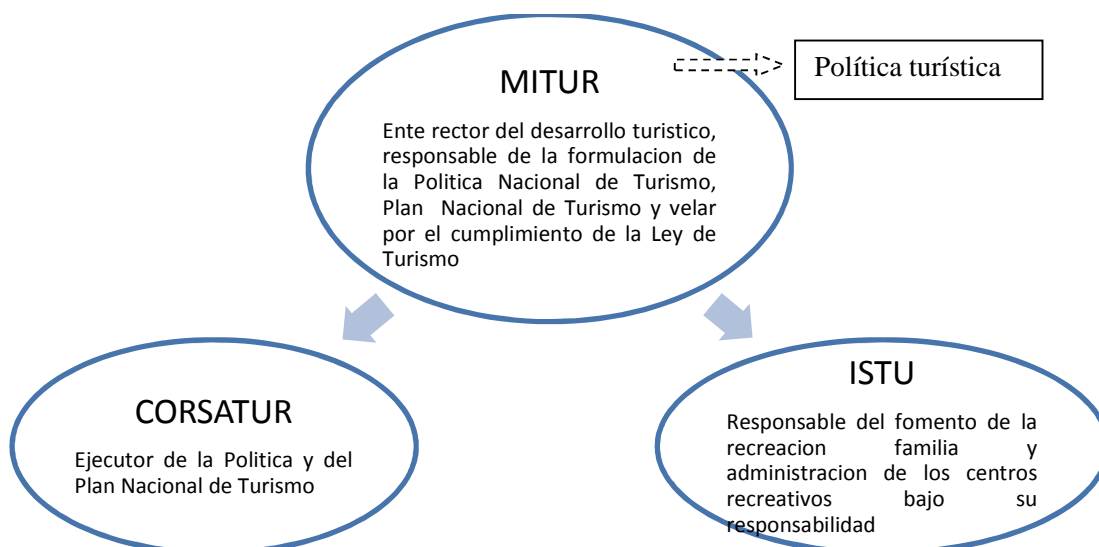 MITUR
Ente rector del desarrollo turistico,
responsable de la formulacion de
la Politica Nacional de Turismo,
Plan Nacional de Turismo y velar
por el cumplimiento de la Ley de
Turismo
Política turística
CORSATUR
Ejecutor de la Politica y del
Plan Nacional de Turismo
ISTU
Responsable del fomento de la
recreacion familia y
administracion de los centros
recreativos bajo su
responsabilidad